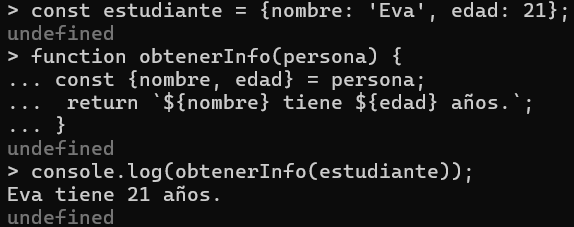 > const estudiante = {nombre: 'Eva', edad: 21};
undefined
> function obtenerInfo(persona) {
... const {nombre, edad} = persona;
...  return `${nombre} tiene ${edad} años.`;
... }
undefined
> console.log(obtenerInfo(estudiante));
Eva tiene 21 años.
undefined